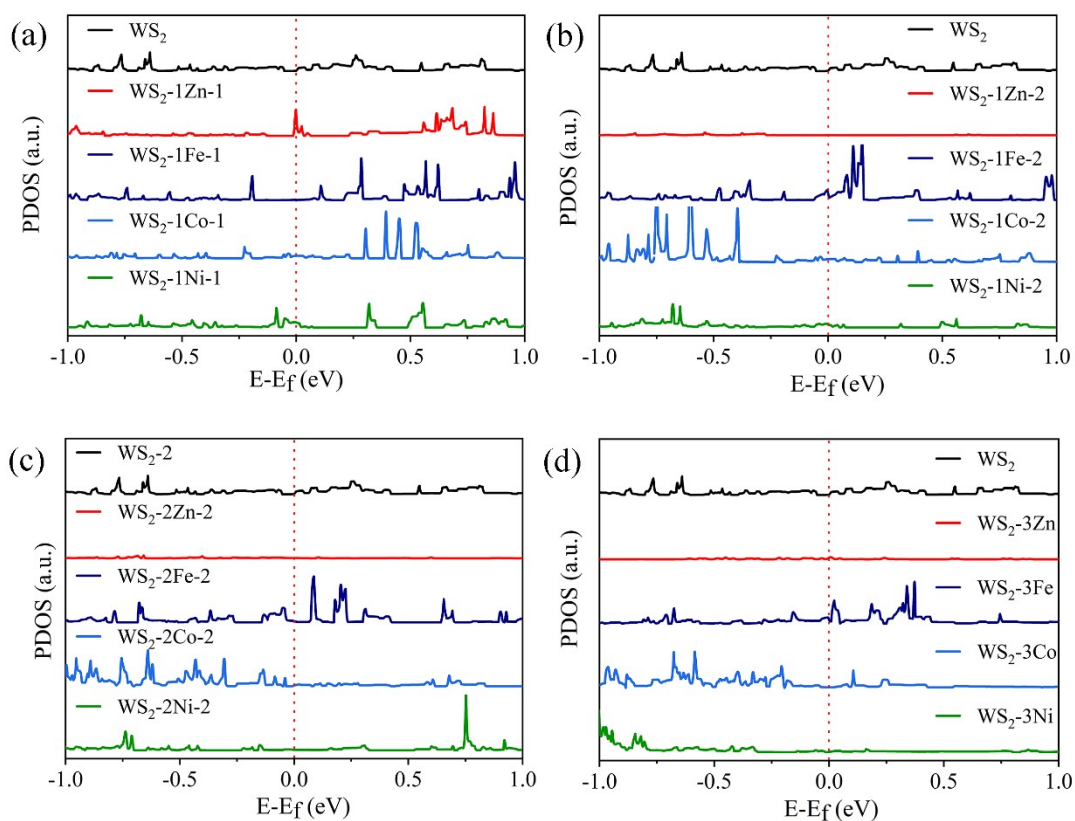 (a)
PDOS (a.u.)
WS2
WS2-1Zn-1
WS2-1Fe-1
WS2-1Co-1
WS2-1Ni-1
-1.0 -0.5 0.0 0.5 1.0
E-Ef (eV)
(b)
PDOS (a.u.)
WS2
WS2-1Zn-2
WS2-1Fe-2
WS2-1Co-2
WS2-1Ni-2
-1.0 -0.5 0.0 0.5 1.0
E-Ef (eV)
(c)
PDOS (a.u.)
WS2-2
WS2-2Zn-2
WS2-2Fe-2
WS2-2Co-2
WS2-2Ni-2
-1.0 -0.5 0.0 0.5 1.0
E-Ef (eV)
(d)
PDOS (a.u.)
WS2
WS2-3Zn
WS2-3Fe
WS2-3Co
WS2-3Ni
-1.0 -0.5 0.0 0.5 1.0
E-Ef (eV)